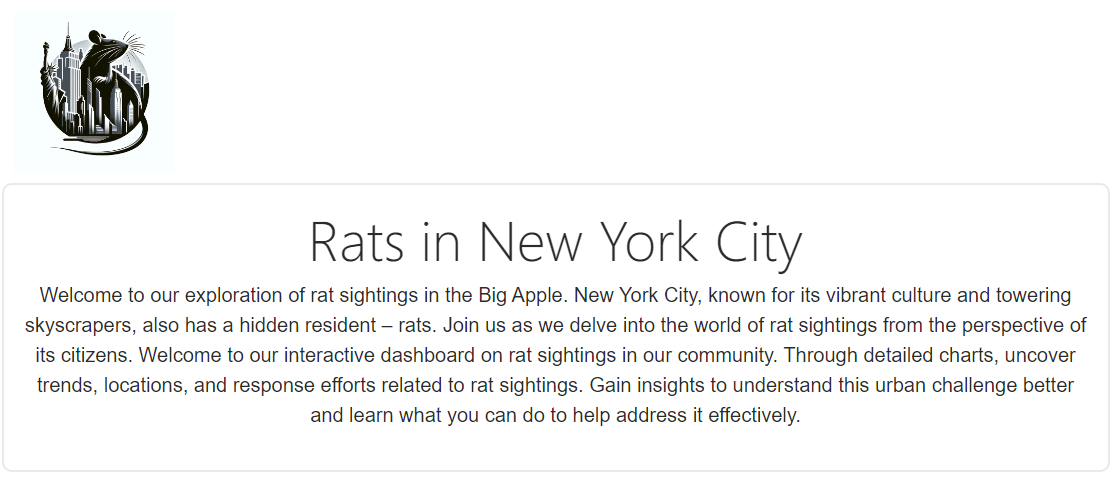 Rats in New York City
Welcome to our exploration of rat sightings in the Big Apple. New York City, known for its vibrant culture and towering
skyscrapers, also has a hidden resident – rats. Join us as we delve into the world of rat sightings from the perspective of
its citizens. Welcome to our interactive dashboard on rat sightings in our community. Through detailed charts, uncover
trends, locations, and response efforts related to rat sightings. Gain insights to understand this urban challenge better
and learn what you can do to help address it effectively.